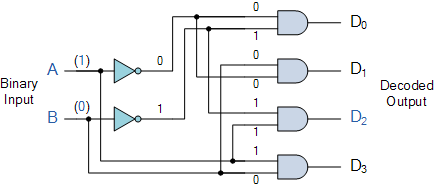 0
D0
1
A (1) 0
0
D1
0
Binary
Input
Decoded
Output
B (0) 1
1
D2
1
1
D3
0